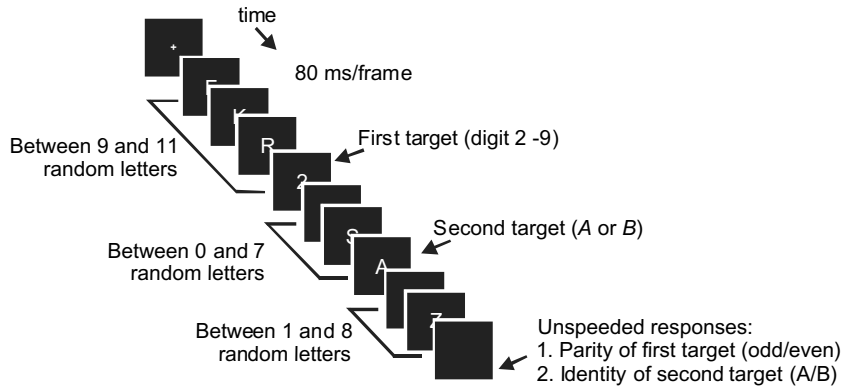 time
+
80 ms/frame
F
K
R
2
First target (digit 2 -9)
Between 9 and 11
random letters
S
A
Second target (A or B)
Between 0 and 7
random letters
Z
Between 1 and 8
random letters
Unspeeded responses:
1. Parity of first target (odd/even)
2. Identity of second target (A/B)